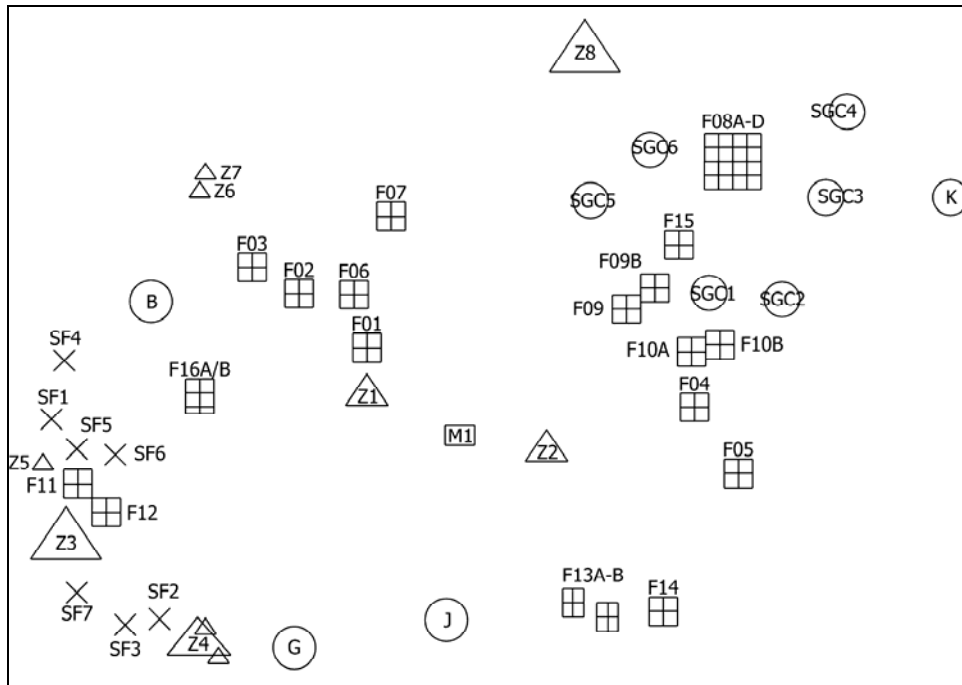 Z8
F08A-D
SGC4
SGC6
Z7
Z6
F07
SGC5
SGC3
K
F15
F03
F02
F06
F09B
B
F09
SGC1
SGC2
F01
F10A
F10B
SF4
F16A/B
Z1
F04
SF1
SF5
M1
Z2
F05
SF6
Z5
F11
F12
Z3
F13A-B
F14
SF7
SF2
SF3
Z4
G
J